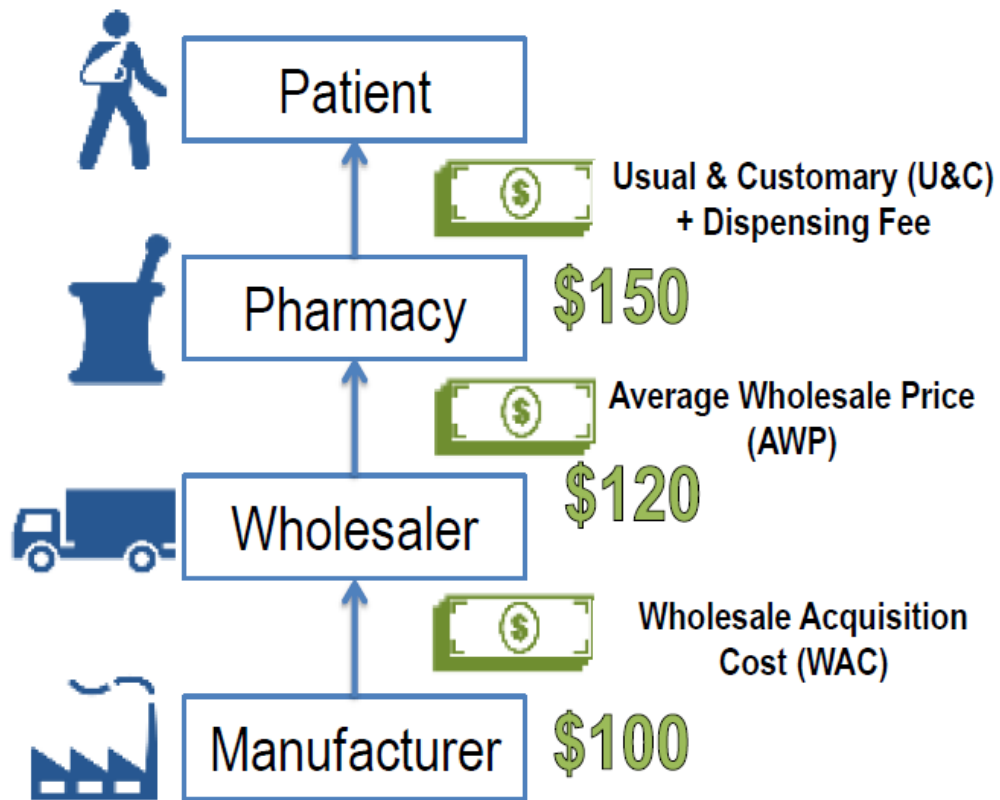 Patient
$
Usual & Customary (U&C)
+ Dispensing Fee
Pharmacy
$150
$
Average Wholesale Price
(AWP)
$120
Wholesaler
$
Wholesale Acquisition
Cost (WAC)
Manufacturer
$100